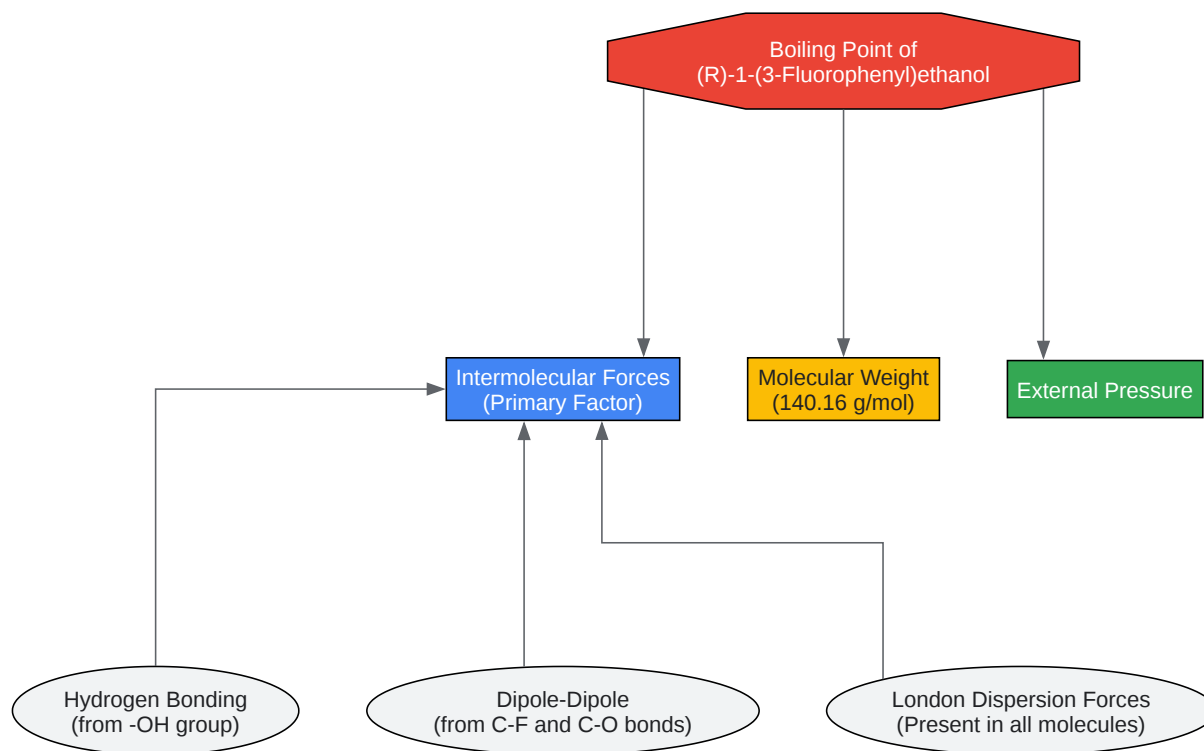 Boiling Point of
(R)-1-(3-Fluorophenyl)ethanol
Intermolecular Forces
(Primary Factor)
Molecular Weight
(140.16 g/mol)
External Pressure
Hydrogen Bonding
(from -OH group)
Dipole-Dipole
(from C-F and C-O bonds)
London Dispersion Forces
(Present in all molecules)